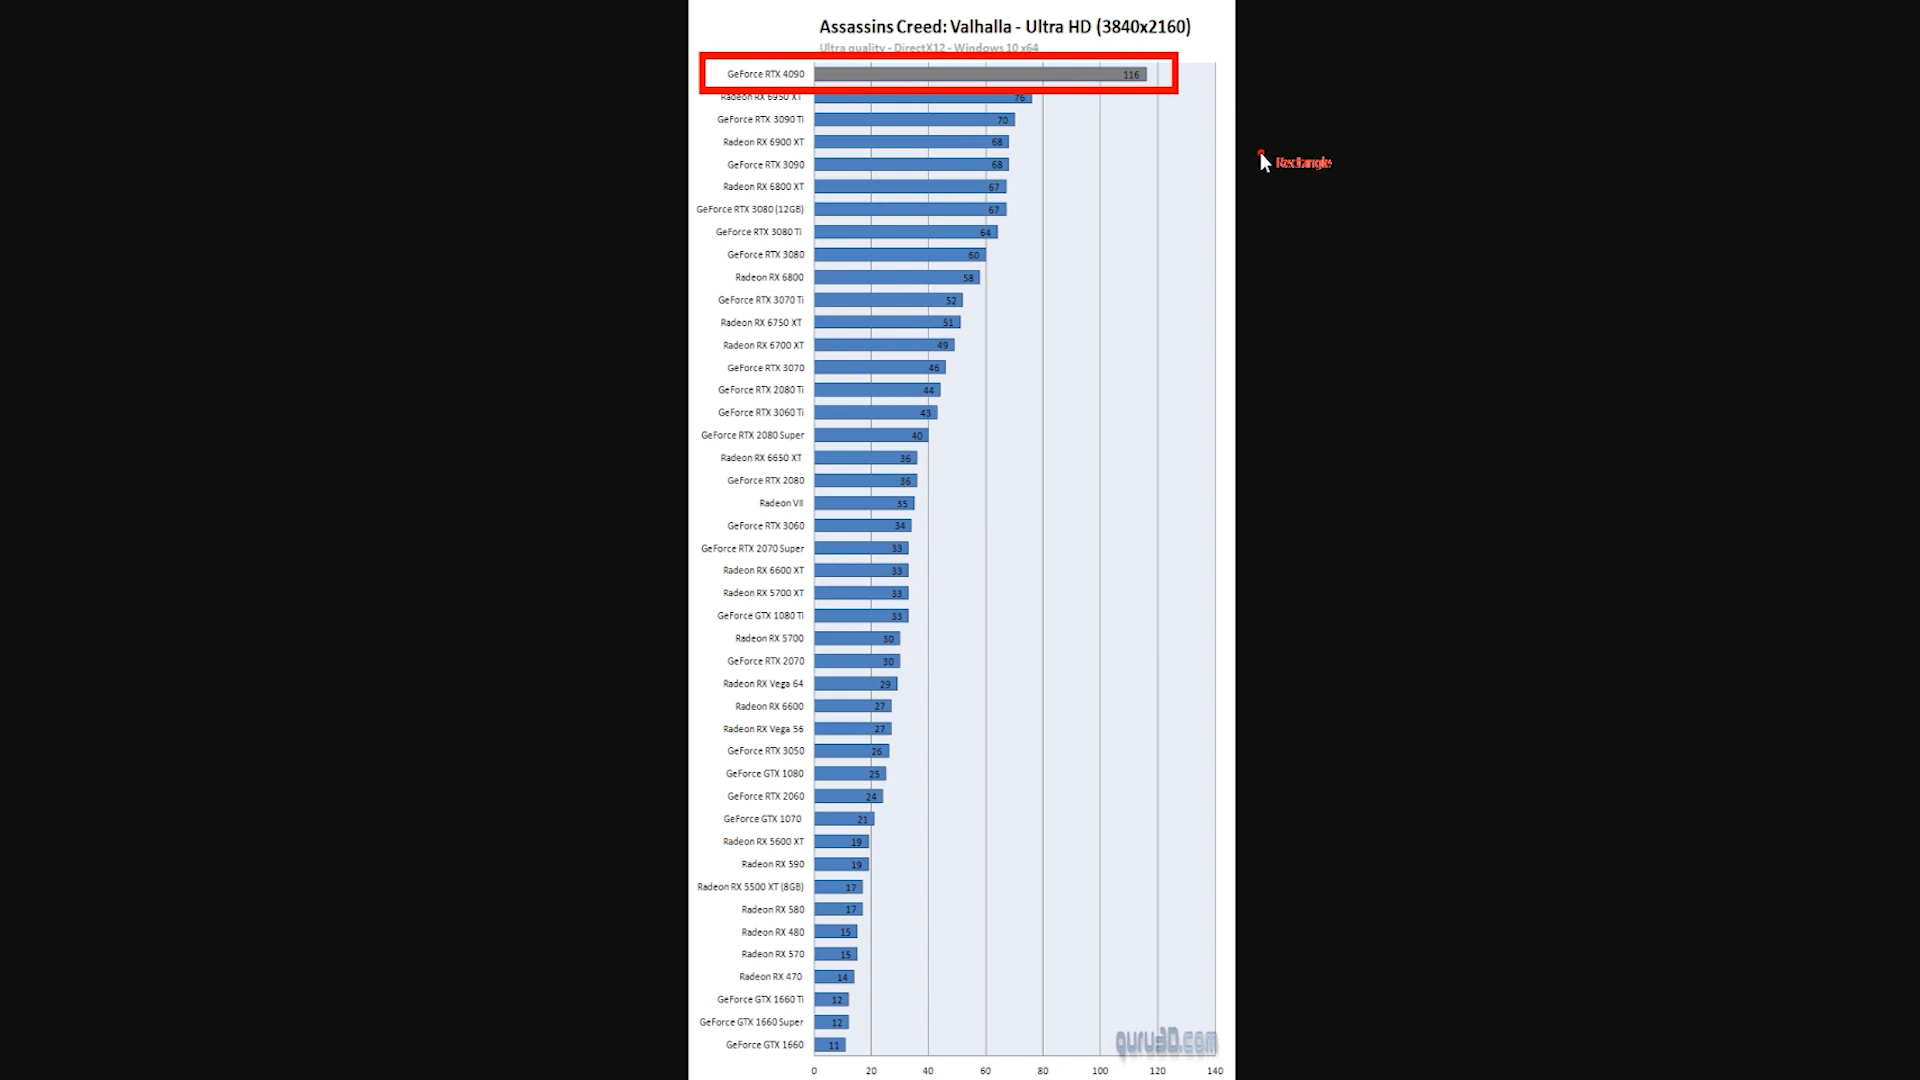 Assassins Creed: Valhalla - Ultra HD (3840x2160)
Ultra quality - DirectX12 - Windows 10 x64
GeForce RTX 4090 116
Radeon RX 6950 XT 76
GeForce RTX 3090 Ti 70
Radeon RX 6900 XT 68
GeForce RTX 3090 68
Radeon RX 6800 XT 67
GeForce RTX 3080 (12GB) 67
GeForce RTX 3080 Ti 64
GeForce RTX 3080 60
Radeon RX 6800 58
GeForce RTX 3070 Ti 52
Radeon RX 6750 XT 51
Radeon RX 6700 XT 49
GeForce RTX 3070 46
GeForce RTX 2080 Ti 44
GeForce RTX 3060 Ti 43
GeForce RTX 2080 Super 40
Radeon RX 6650 XT 36
GeForce RTX 2080 36
Radeon VII 35
GeForce RTX 3060 34
GeForce RTX 2070 Super 33
Radeon RX 6600 XT 33
Radeon RX 5700 XT 33
GeForce GTX 1080 Ti 33
Radeon RX 5700 30
GeForce RTX 2070 30
Radeon RX Vega 64 29
Radeon RX 6600 27
Radeon RX Vega 56 27
GeForce RTX 3050 26
GeForce GTX 1080 25
GeForce RTX 2060 24
GeForce GTX 1070 21
Radeon RX 5600 XT 19
Radeon RX 590 19
Radeon RX 5500 XT (8GB) 17
Radeon RX 580 17
Radeon RX 480 15
Radeon RX 570 15
Radeon RX 470 14
GeForce GTX 1660 Ti 12
GeForce GTX 1660 Super 12
GeForce GTX 1660 11
0 20 40 60 80 100 120 140
guru3D.com
Rectangle